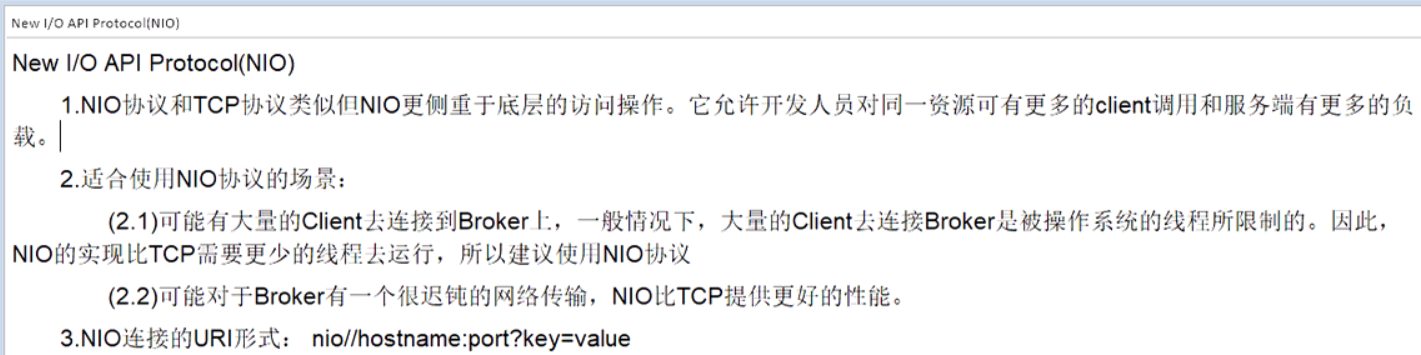 New I/O API Protocol(NIO)
New I/O API Protocol(NIO)
1.NIO协议和TCP协议类似但NIO更侧重于底层的访问操作。它允许开发人员对同一资源可有更多的client调用和服务端有更多的负
载。
2.适合使用NIO协议的场景：
(2.1)可能有大量的Client去连接到Broker上，一般情况下，大量的Client去连接Broker是被操作系统的线程所限制的。因此，
NIO的实现比TCP需要更少的线程去运行，所以建议使用NIO协议
(2.2)可能对于Broker有一个很迟钝的网络传输，NIO比TCP提供更好的性能。
3.NIO连接的URI形式： nio//hostname:port?key=value